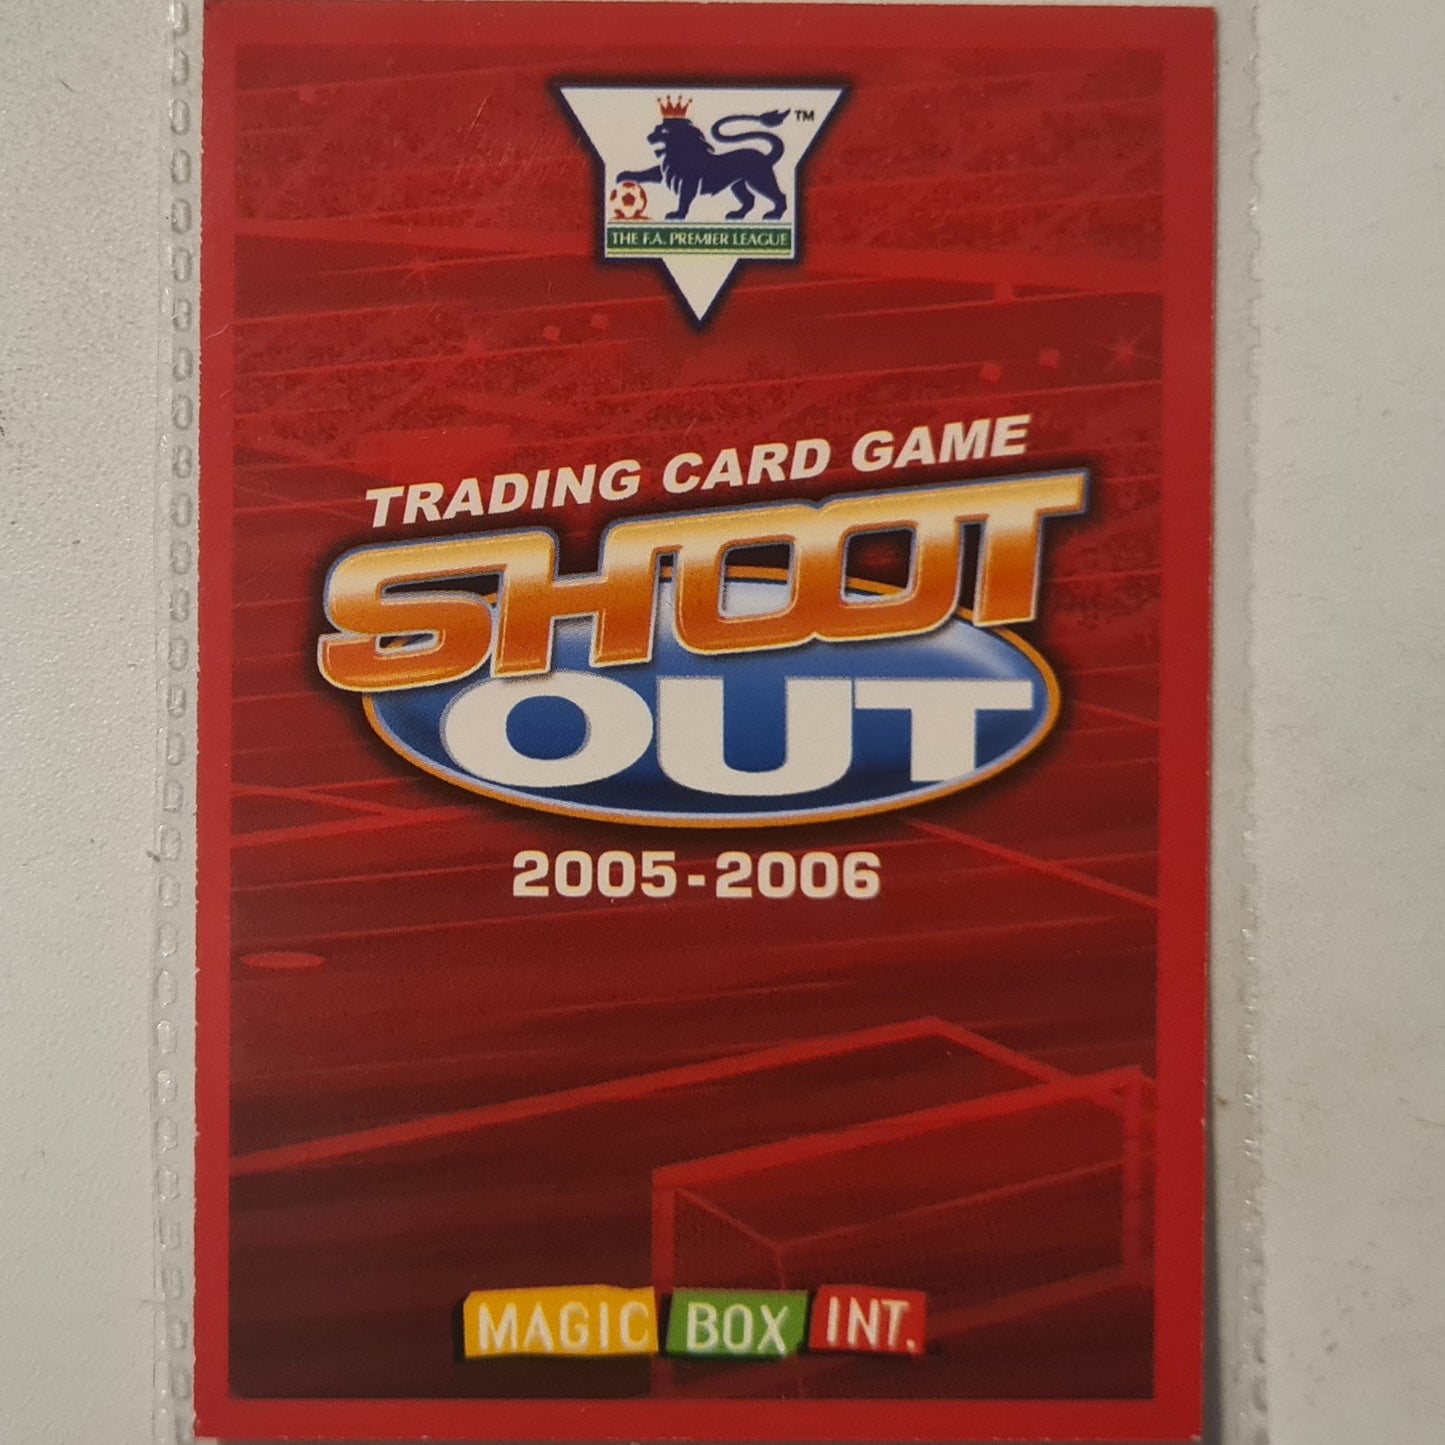 TM
THE F.A. PREMIER LEAGUE
TRADING CARD GAME
SHOOT
OUT
2005-2006
MAGIC BOX INT.